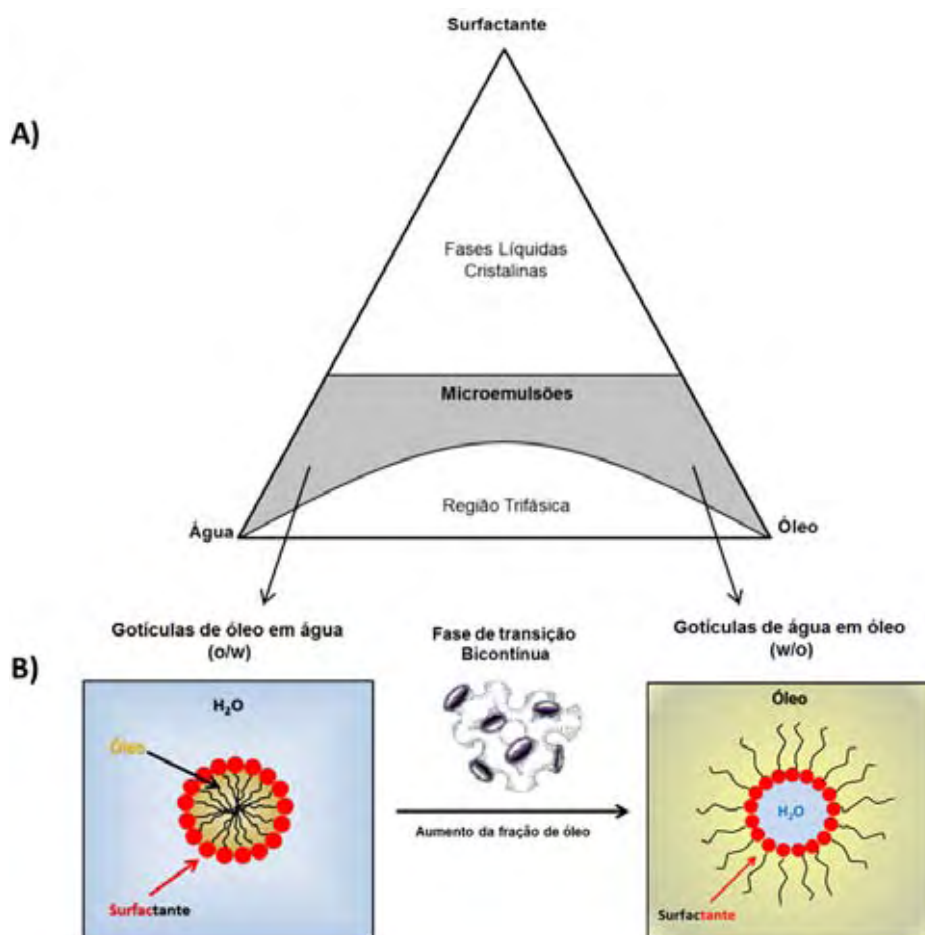 Surfactante
A)
Fases Líquidas
Cristalinas
Microemulsões
Região Trifásica
Água
Óleo
Gotículas de óleo em água
(o/w)
Fase de transição
Bicontínua
Gotículas de água em óleo
(w/o)
B)
H₂O
Óleo
Surfactante
Aumento da fração de óleo
Óleo
H₂O
Surfactante